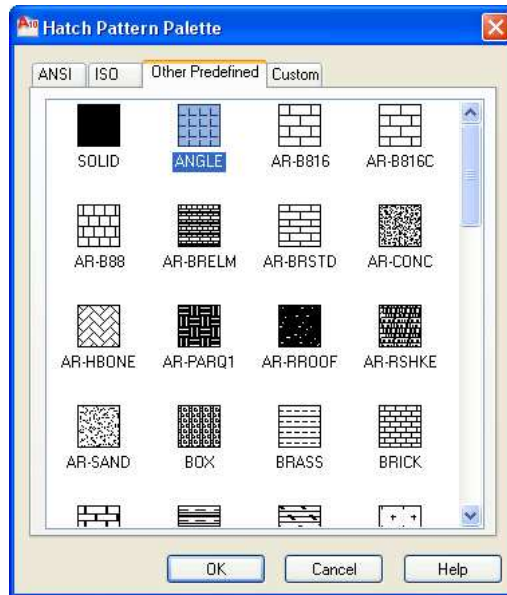 A10 Hatch Pattern Palette
ANSI ISO Other Predefined Custom
SOLID ANGLE AR-B816 AR-B816C
AR-B88 AR-BRELM AR-BRSTD AR-CONC
AR-HBONE AR-PARQ1 AR-RROOF AR-RSHKE
AR-SAND BOX BRASS BRICK
OK Cancel Help